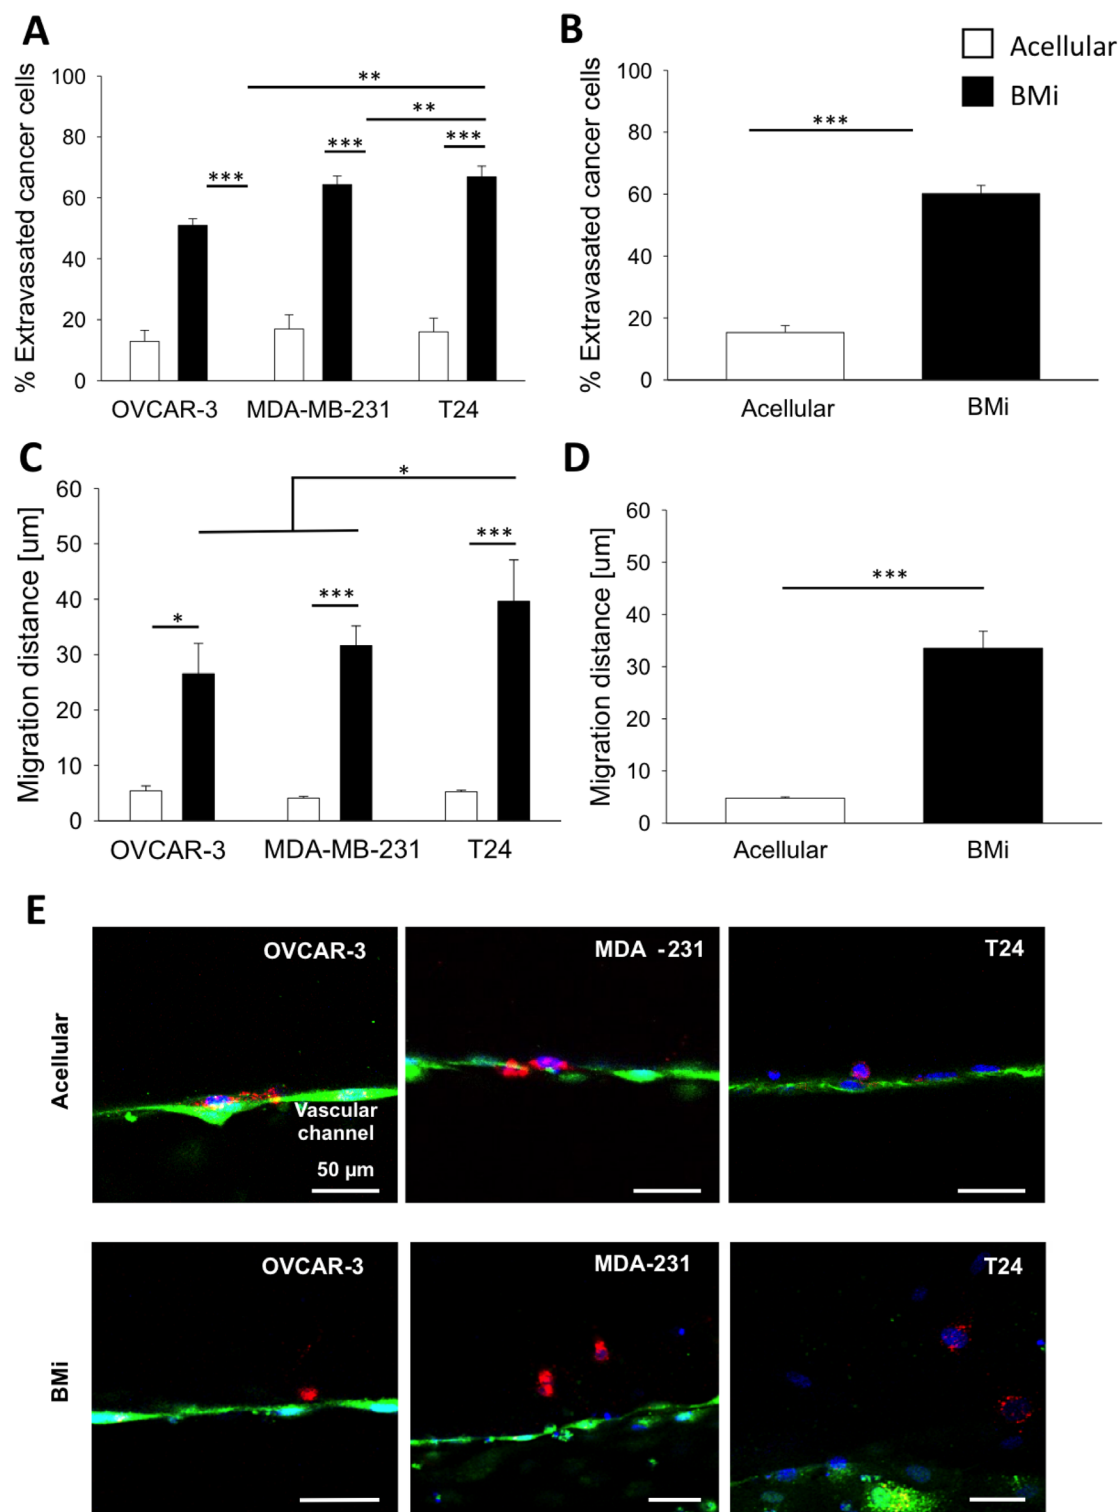 A
B
Acellular
BMi
% Extravasated cancer cells
100
80
60
40
20
0
**
**
***
***
***
OVCAR-3
MDA-MB-231
T24
% Extravasated cancer cells
100
80
60
40
20
0
***
Acellular
BMi
C
D
Migration distance [um]
60
50
40
30
20
10
0
*
*
***
***
OVCAR-3
MDA-MB-231
T24
Migration distance [um]
60
50
40
30
20
10
0
***
Acellular
BMi
E
Acellular
OVCAR-3
Vascular
channel
50 µm
MDA -231
T24
BMi
OVCAR-3
MDA-231
T24